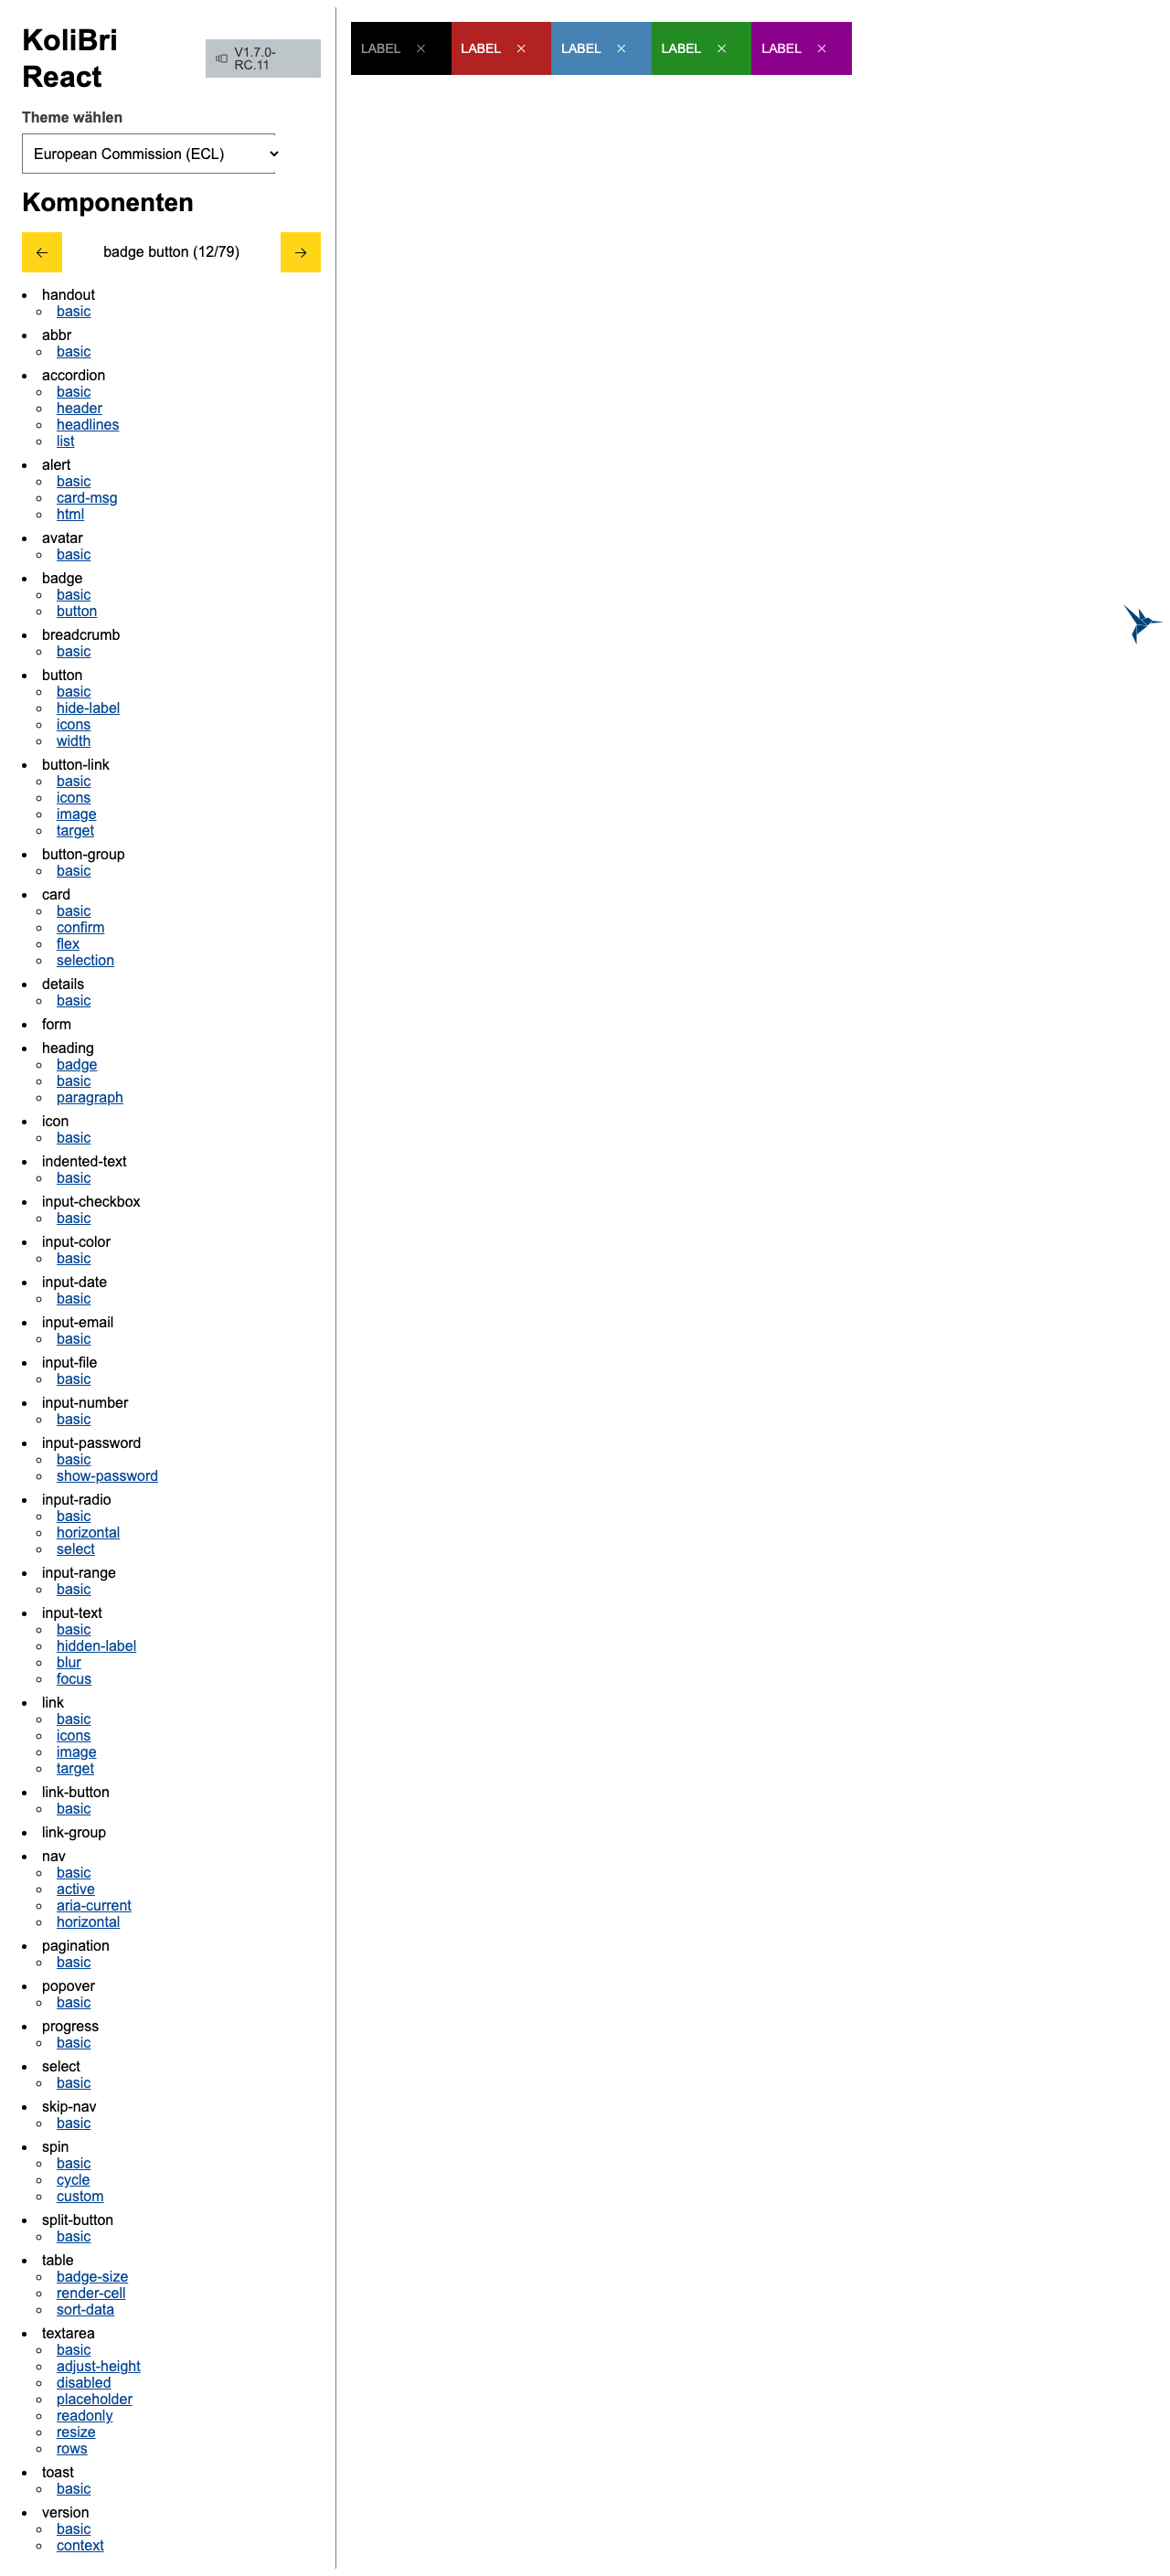 KoliBri
React
V1.7.0-
RC.11
Theme wählen
European Commission (ECL)
Komponenten
badge button (12/79)
handout
basic
abbr
basic
accordion
basic
header
headlines
list
alert
basic
card-msg
html
avatar
basic
badge
basic
button
breadcrumb
basic
button
basic
hide-label
icons
width
button-link
basic
icons
image
target
button-group
basic
card
basic
confirm
flex
selection
details
basic
form
heading
badge
basic
paragraph
icon
basic
indented-text
basic
input-checkbox
basic
input-color
basic
input-date
basic
input-email
basic
input-file
basic
input-number
basic
input-password
basic
show-password
input-radio
basic
horizontal
select
input-range
basic
input-text
basic
hidden-label
blur
focus
link
basic
icons
image
target
link-button
basic
link-group
nav
basic
active
aria-current
horizontal
pagination
basic
popover
basic
progress
basic
select
basic
skip-nav
basic
spin
basic
cycle
custom
split-button
basic
table
badge-size
render-cell
sort-data
textarea
basic
adjust-height
disabled
placeholder
readonly
resize
rows
toast
basic
version
basic
context
LABEL LABEL LABEL LABEL LABEL